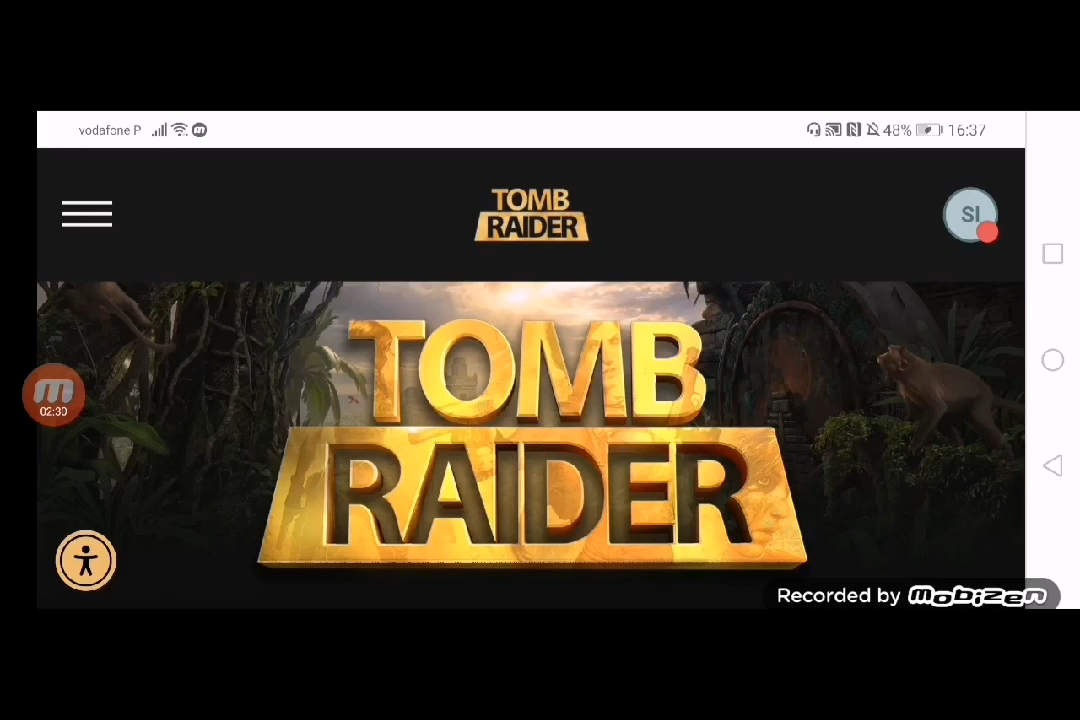 vodafone P
48% 16:37
TOMB
RAIDER
SI
TOMB
RAIDER
02:30
Recorded by mobizen